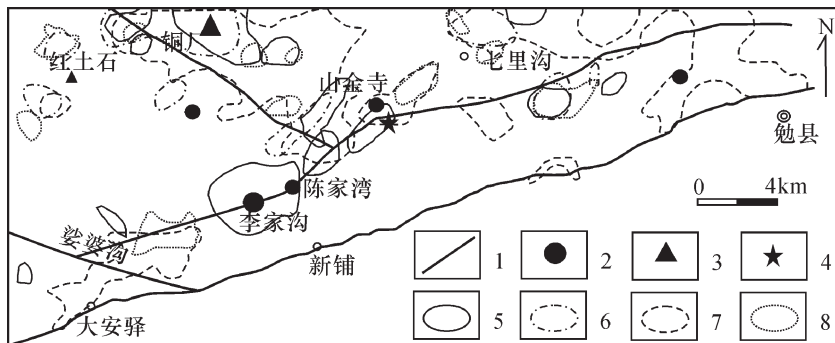 铜厂
N
红土石
七里沟
山金寺
勉县
陈家湾
0 4km
李家沟
娑婆沟
新铺
大安驿
1 2 3 4
5 6 7 8